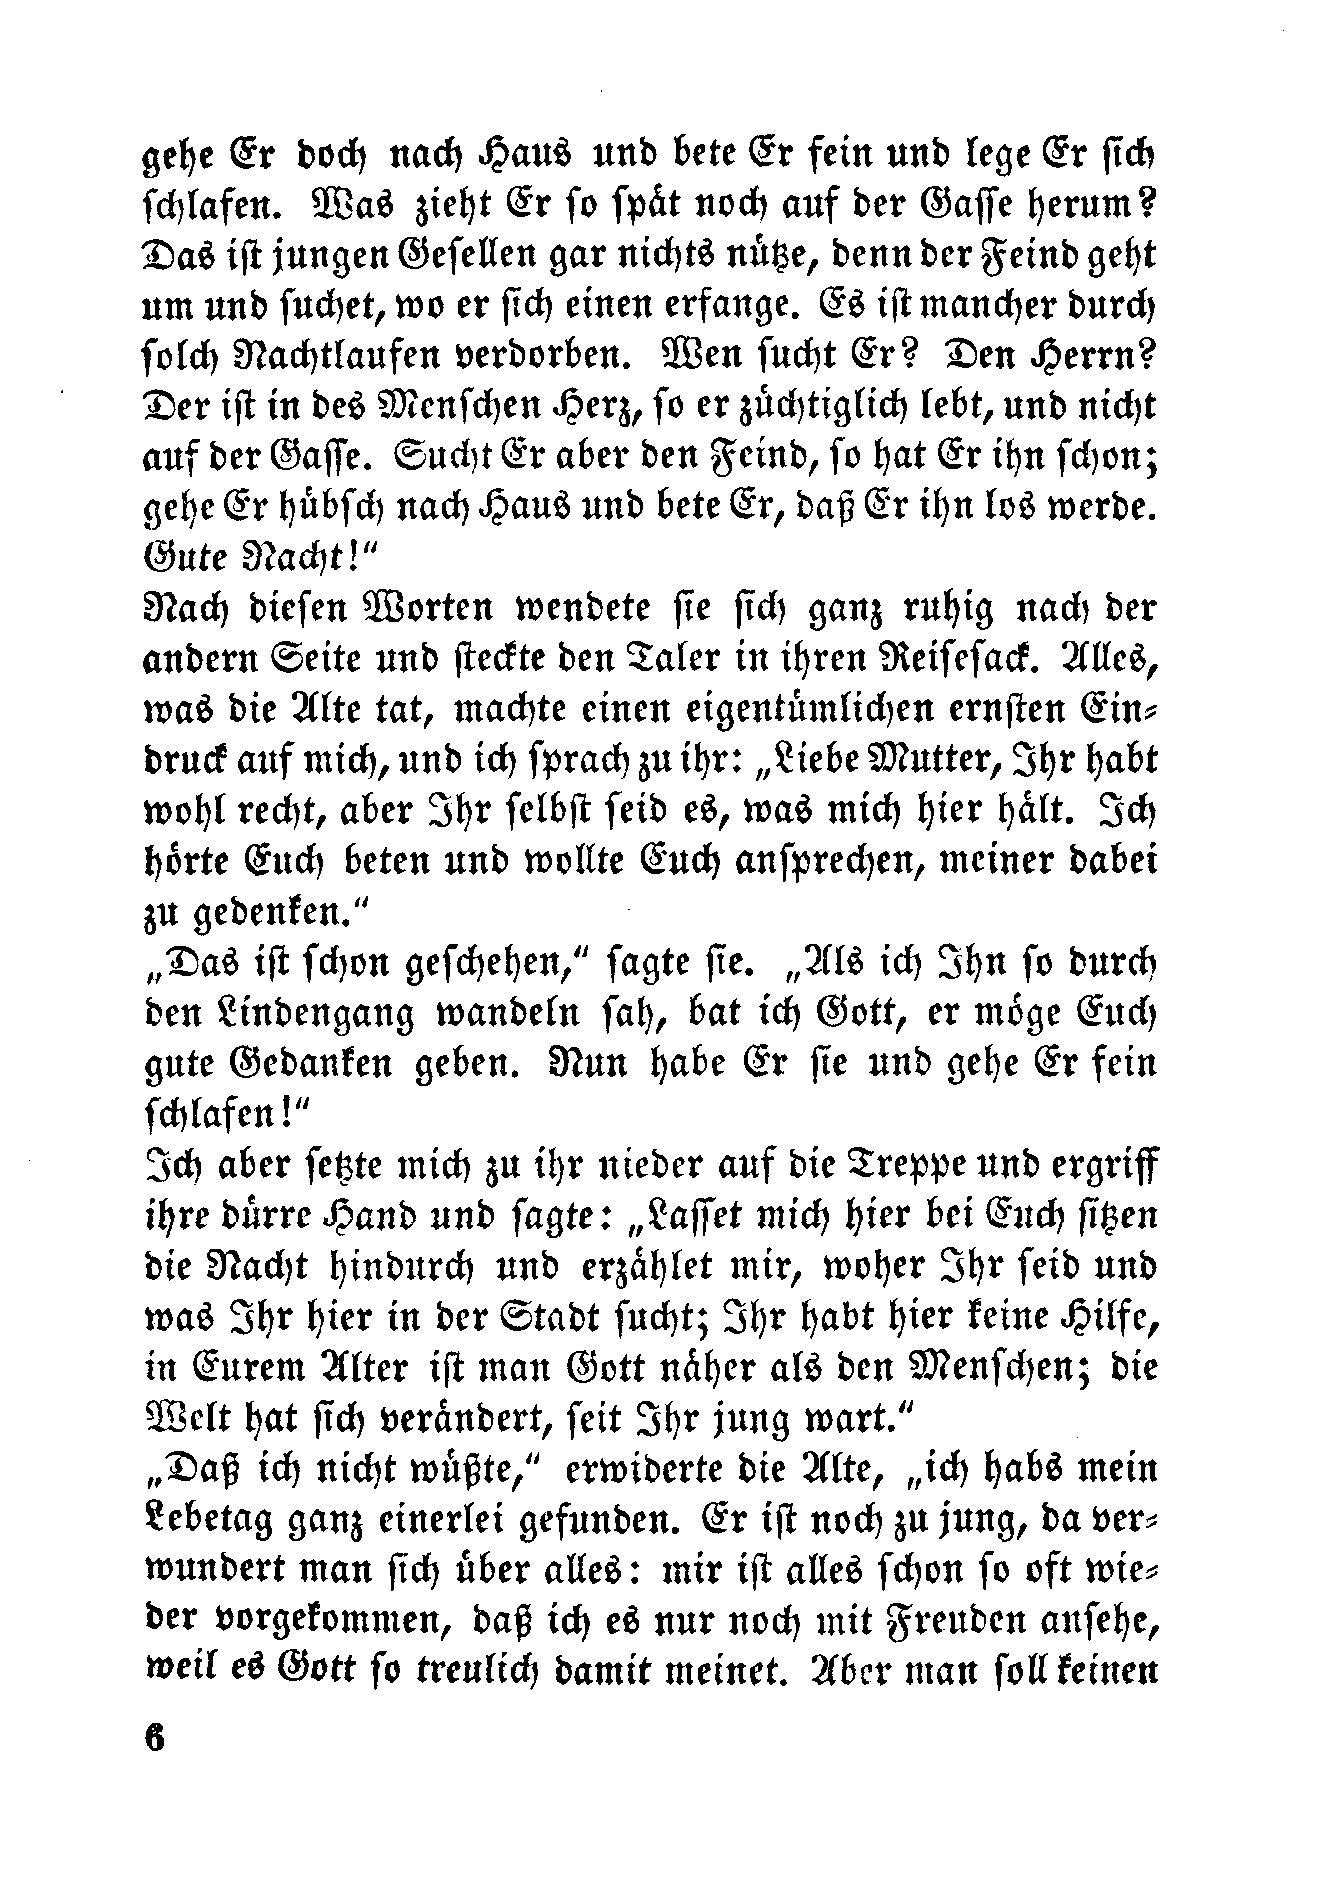 gehe Er doch nach Haus und bete Er fein und lege Er sich
schlafen. Was zieht Er so spät noch auf der Gasse herum?
Das ist jungen Gesellen gar nichts nütze, denn der Feind geht
um und suchet, wo er sich einen erfange. Es ist mancher durch
solch Nachtlaufen verdorben. Wen sucht Er? Den Herrn?
Der ist in des Menschen Herz, so er züchtiglich lebt, und nicht
auf der Gasse. Sucht Er aber den Feind, so hat Er ihn schon;
gehe Er hübsch nach Haus und bete Er, daß Er ihn los werde.
Gute Nacht!“
Nach diesen Worten wendete sie sich ganz ruhig nach der
andern Seite und steckte den Taler in ihren Reisesack. Alles,
was die Alte tat, machte einen eigentümlichen ernsten Ein-
druck auf mich, und ich sprach zu ihr: „Liebe Mutter, Ihr habt
wohl recht, aber Ihr selbst seid es, was mich hier hält. Ich
hörte Euch beten und wollte Euch ansprechen, meiner dabei
zu gedenken.“
„Das ist schon geschehen,“ sagte sie. „Als ich Ihn so durch
den Lindengang wandeln sah, bat ich Gott, er möge Euch
gute Gedanken geben. Nun habe Er sie und gehe Er fein
schlafen!“
Ich aber setzte mich zu ihr nieder auf die Treppe und ergriff
ihre dürre Hand und sagte: „Lasset mich hier bei Euch sitzen
die Nacht hindurch und erzählet mir, woher Ihr seid und
was Ihr hier in der Stadt sucht; Ihr habt hier keine Hilfe,
in Eurem Alter ist man Gott näher als den Menschen; die
Welt hat sich verändert, seit Ihr jung wart.“
„Daß ich nicht wüßte,“ erwiderte die Alte, „ich habs mein
Lebetag ganz einerlei gefunden. Er ist noch zu jung, da ver-
wundert man sich über alles: mir ist alles schon so oft wie-
der vorgekommen, daß ich es nur noch mit Freuden ansehe,
weil es Gott so treulich damit meinet. Aber man soll keinen
6